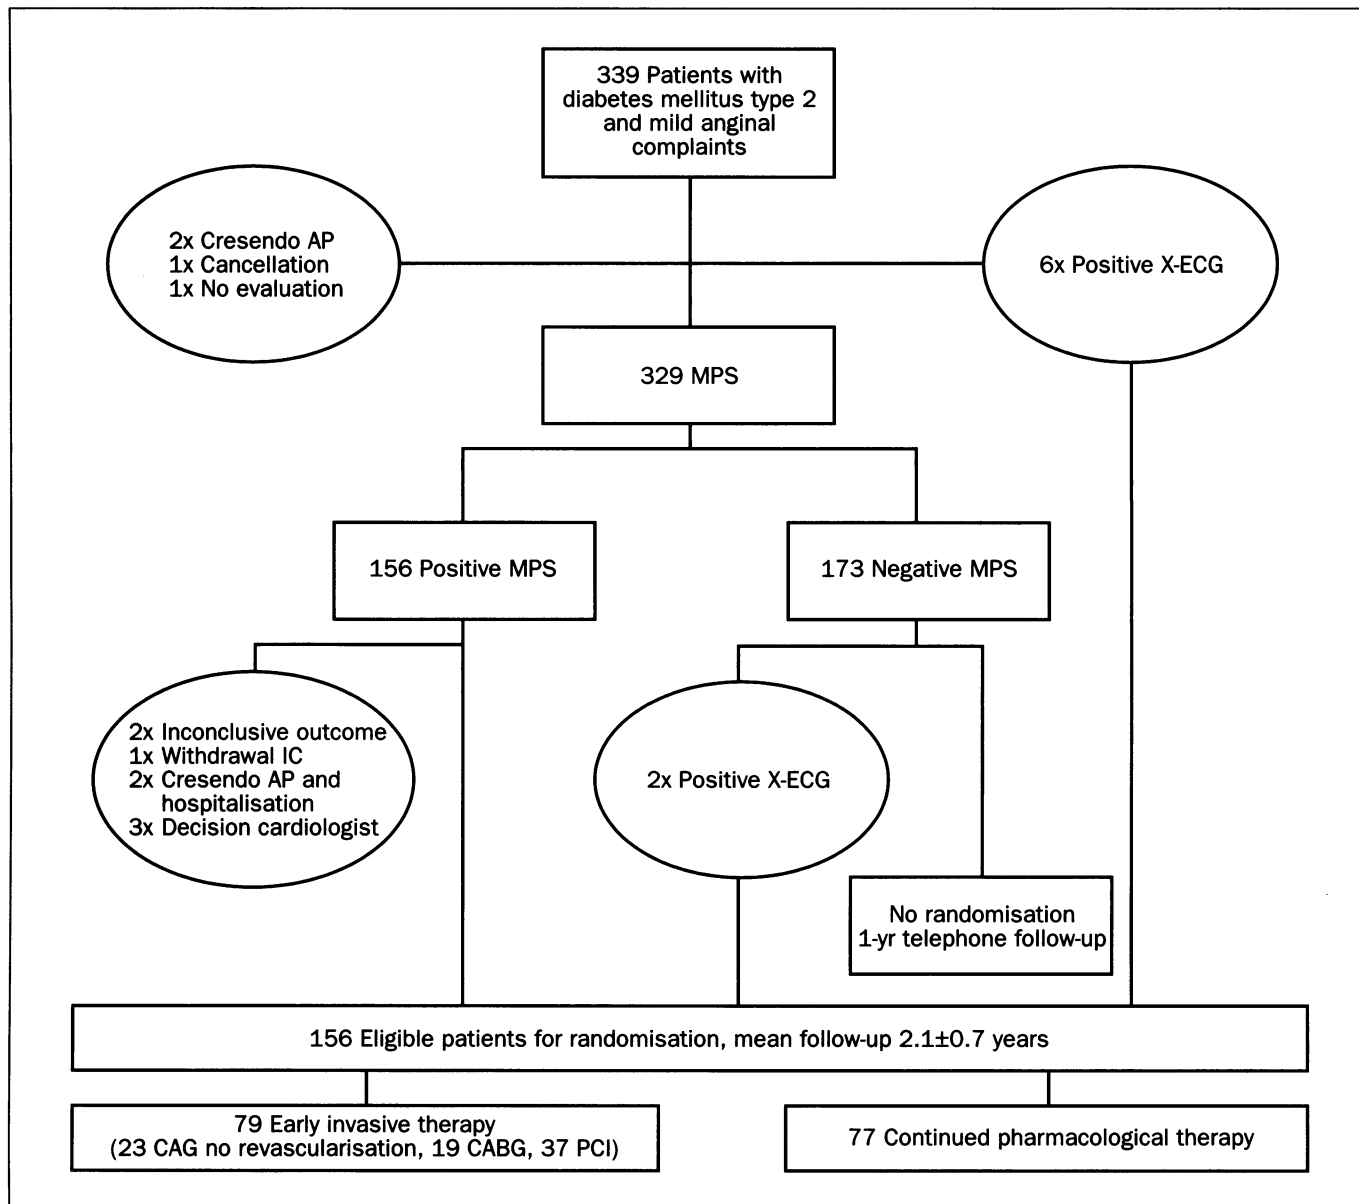 339 Patients with
diabetes mellitus type 2
and mild anginal
complaints
2x Cresendo AP
1x Cancellation
1x No evaluation
6x Positive X-ECG
329 MPS
156 Positive MPS
173 Negative MPS
2x Inconclusive outcome
1x Withdrawal IC
2x Cresendo AP and
hospitalisation
3x Decision cardiologist
2x Positive X-ECG
No randomisation
1-yr telephone follow-up
156 Eligible patients for randomisation, mean follow-up 2.1±0.7 years
79 Early invasive therapy
(23 CAG no revascularisation, 19 CABG, 37 PCI)
77 Continued pharmacological therapy